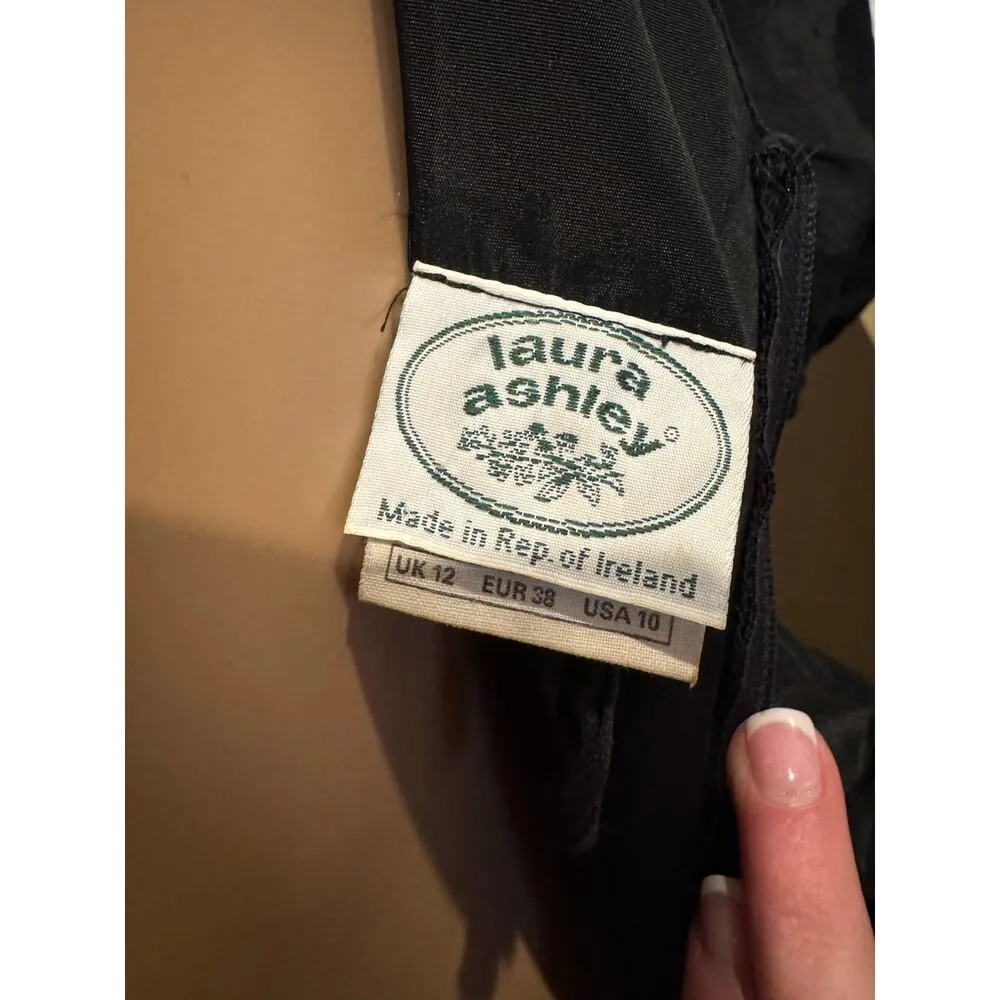 laura
ashley®
Made in Rep. of Ireland
UK 12 EUR 38 USA 10